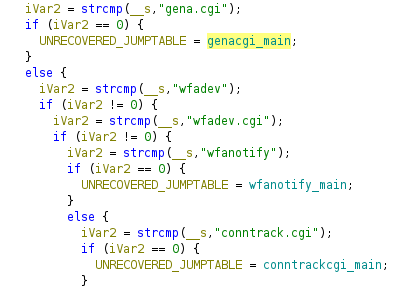 iVar2 = strcmp(__s,"gena.cgi");
if (iVar2 == 0) {
UNRECOVERED_JUMPTABLE = genacgi_main;
}
else {
iVar2 = strcmp(__s,"wfadev");
if (iVar2 != 0) {
iVar2 = strcmp(__s,"wfadev.cgi");
if (iVar2 != 0) {
iVar2 = strcmp(__s,"wfanotify");
if (iVar2 == 0) {
UNRECOVERED_JUMPTABLE = wfanotify_main;
}
else {
iVar2 = strcmp(__s,"conntrack.cgi");
if (iVar2 == 0) {
UNRECOVERED_JUMPTABLE = conntrackcgi_main;
}